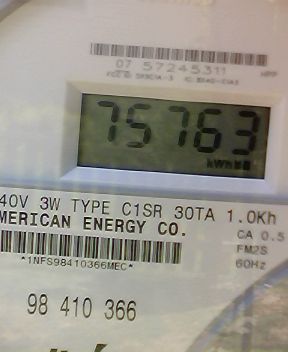 07 57245311
75763
kWh
40V 3W TYPE C1SR 30TA 1.0Kh
MERICAN ENERGY CO.
CA 0.5
FM2S
60Hz
*1NFS98410366MEC*
98 410 366